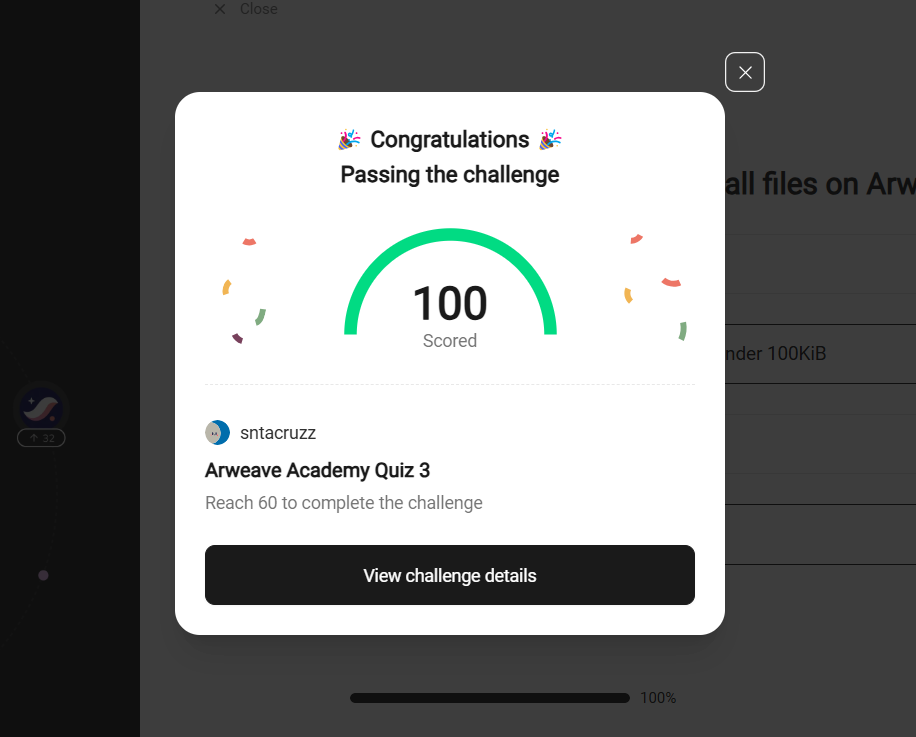 Close
Congratulations
Passing the challenge
all files on Arw
100
Scored
nder 100KiB
sntacruzz
32
Arweave Academy Quiz 3
Reach 60 to complete the challenge
View challenge details
100%